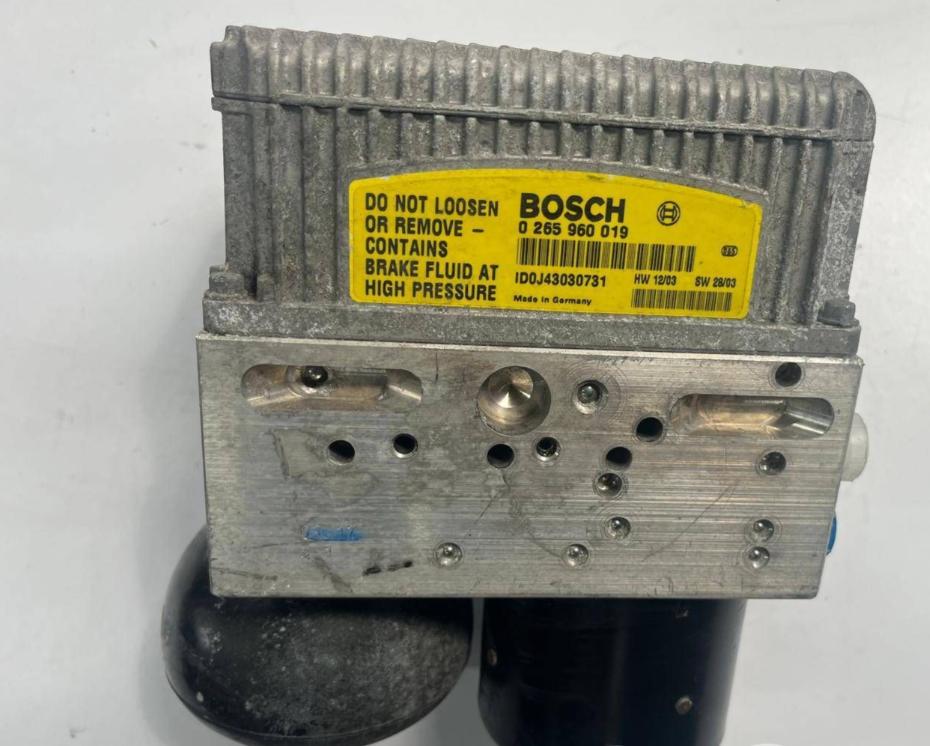 DO NOT LOOSEN
OR REMOVE –
CONTAINS
BRAKE FLUID AT
HIGH PRESSURE
BOSCH
0 265 960 019
ID0J43030731
HW 12/03 SW 28/03
Made in Germany